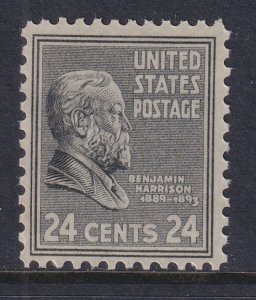 UNITED
STATES
POSTAGE
BENJAMIN
HARRISON
1889-1893
24 CENTS 24